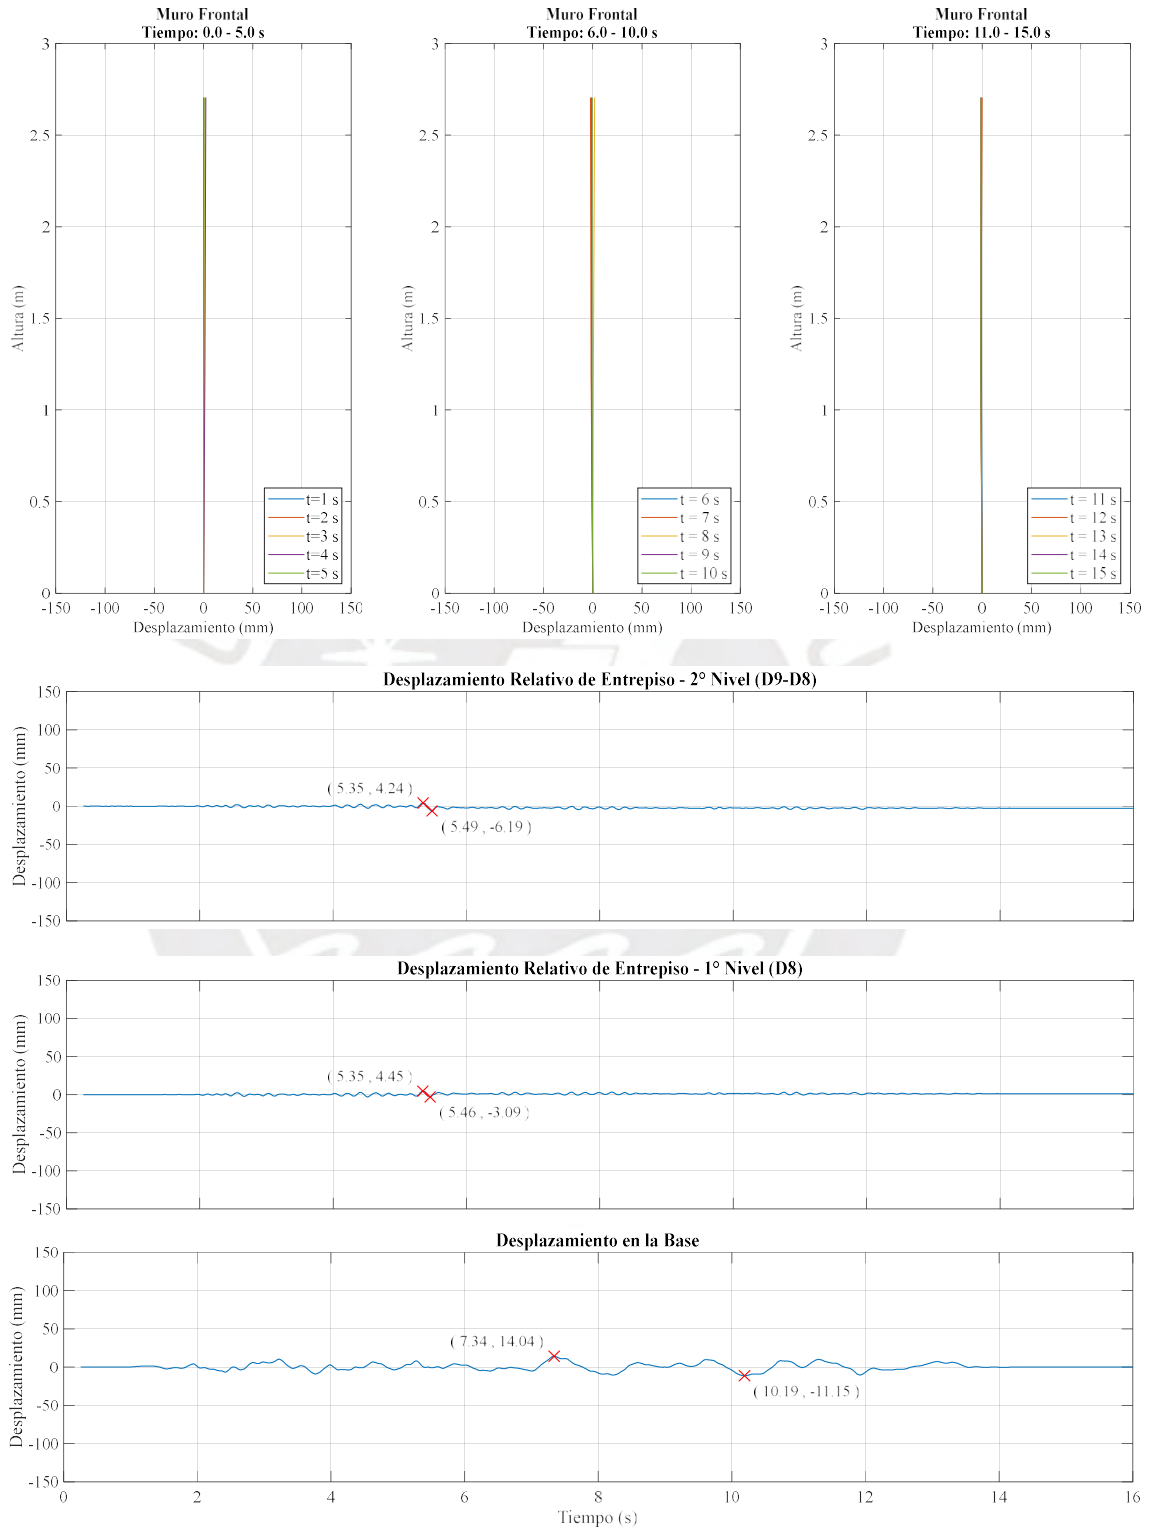 Muro Frontal
Tiempo: 0.0 - 5.0 s
3
2.5
2
1.5
1
0.5
0
Altura (m)
-150 -100 -50 0 50 100 150
Desplazamiento (mm)
t=1 s
t=2 s
t=3 s
t=4 s
t=5 s
Muro Frontal
Tiempo: 6.0 - 10.0 s
3
2.5
2
1.5
1
0.5
0
Altura (m)
-150 -100 -50 0 50 100 150
Desplazamiento (mm)
t = 6 s
t = 7 s
t = 8 s
t = 9 s
t = 10 s
Muro Frontal
Tiempo: 11.0 - 15.0 s
3
2.5
2
1.5
1
0.5
0
Altura (m)
-150 -100 -50 0 50 100 150
Desplazamiento (mm)
t = 11 s
t = 12 s
t = 13 s
t = 14 s
t = 15 s
Desplazamiento Relativo de Entrepiso - 2° Nivel (D9-D8)
150
100
50
0
-50
-100
-150
Desplazamiento (mm)
( 5.35 , 4.24 )
( 5.49 , -6.19 )
Desplazamiento Relativo de Entrepiso - 1° Nivel (D8)
150
100
50
0
-50
-100
-150
Desplazamiento (mm)
( 5.35 , 4.45 )
( 5.46 , -3.09 )
Desplazamiento en la Base
150
100
50
0
-50
-100
-150
Desplazamiento (mm)
( 7.34 , 14.04 )
( 10.19 , -11.15 )
0 2 4 6 8 10 12 14 16
Tiempo (s)